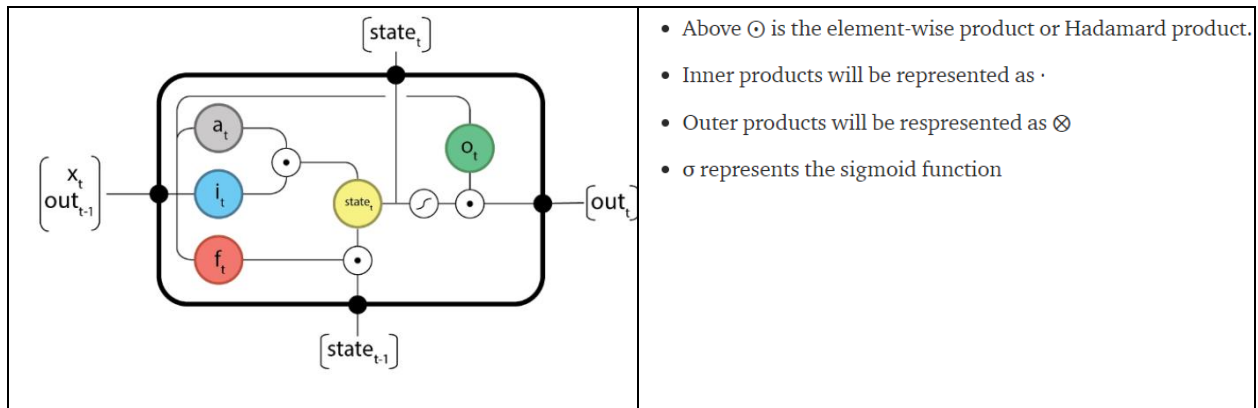 [state_t]
a_t
o_t
x_t
out_t-1
i_t
state_t
[out_t]
f_t
[state_t-1]
• Above ⊙ is the element-wise product or Hadamard product.
• Inner products will be represented as ·
• Outer products will be respresented as ⊗
• σ represents the sigmoid function